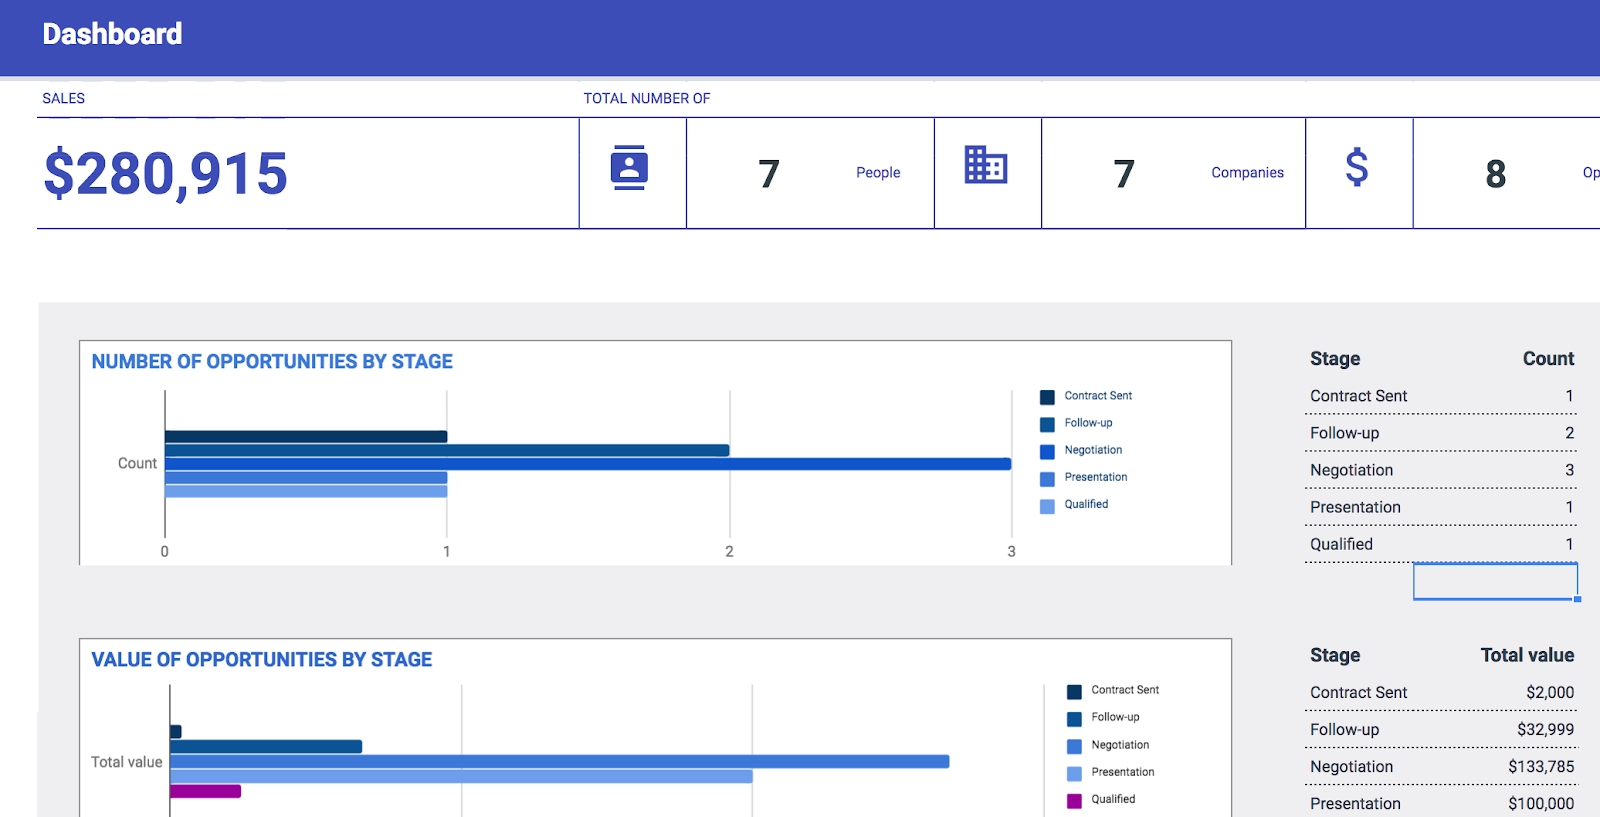 Dashboard
SALES
TOTAL NUMBER OF
$280,915
7
People
7
Companies
$
8
Op
NUMBER OF OPPORTUNITIES BY STAGE
Count
0
1
2
3
Contract Sent
Follow-up
Negotiation
Presentation
Qualified
Stage Count
Contract Sent 1
Follow-up 2
Negotiation 3
Presentation 1
Qualified 1
VALUE OF OPPORTUNITIES BY STAGE
Total value
Contract Sent
Follow-up
Negotiation
Presentation
Qualified
Stage Total value
Contract Sent $2,000
Follow-up $32,999
Negotiation $133,785
Presentation $100,000